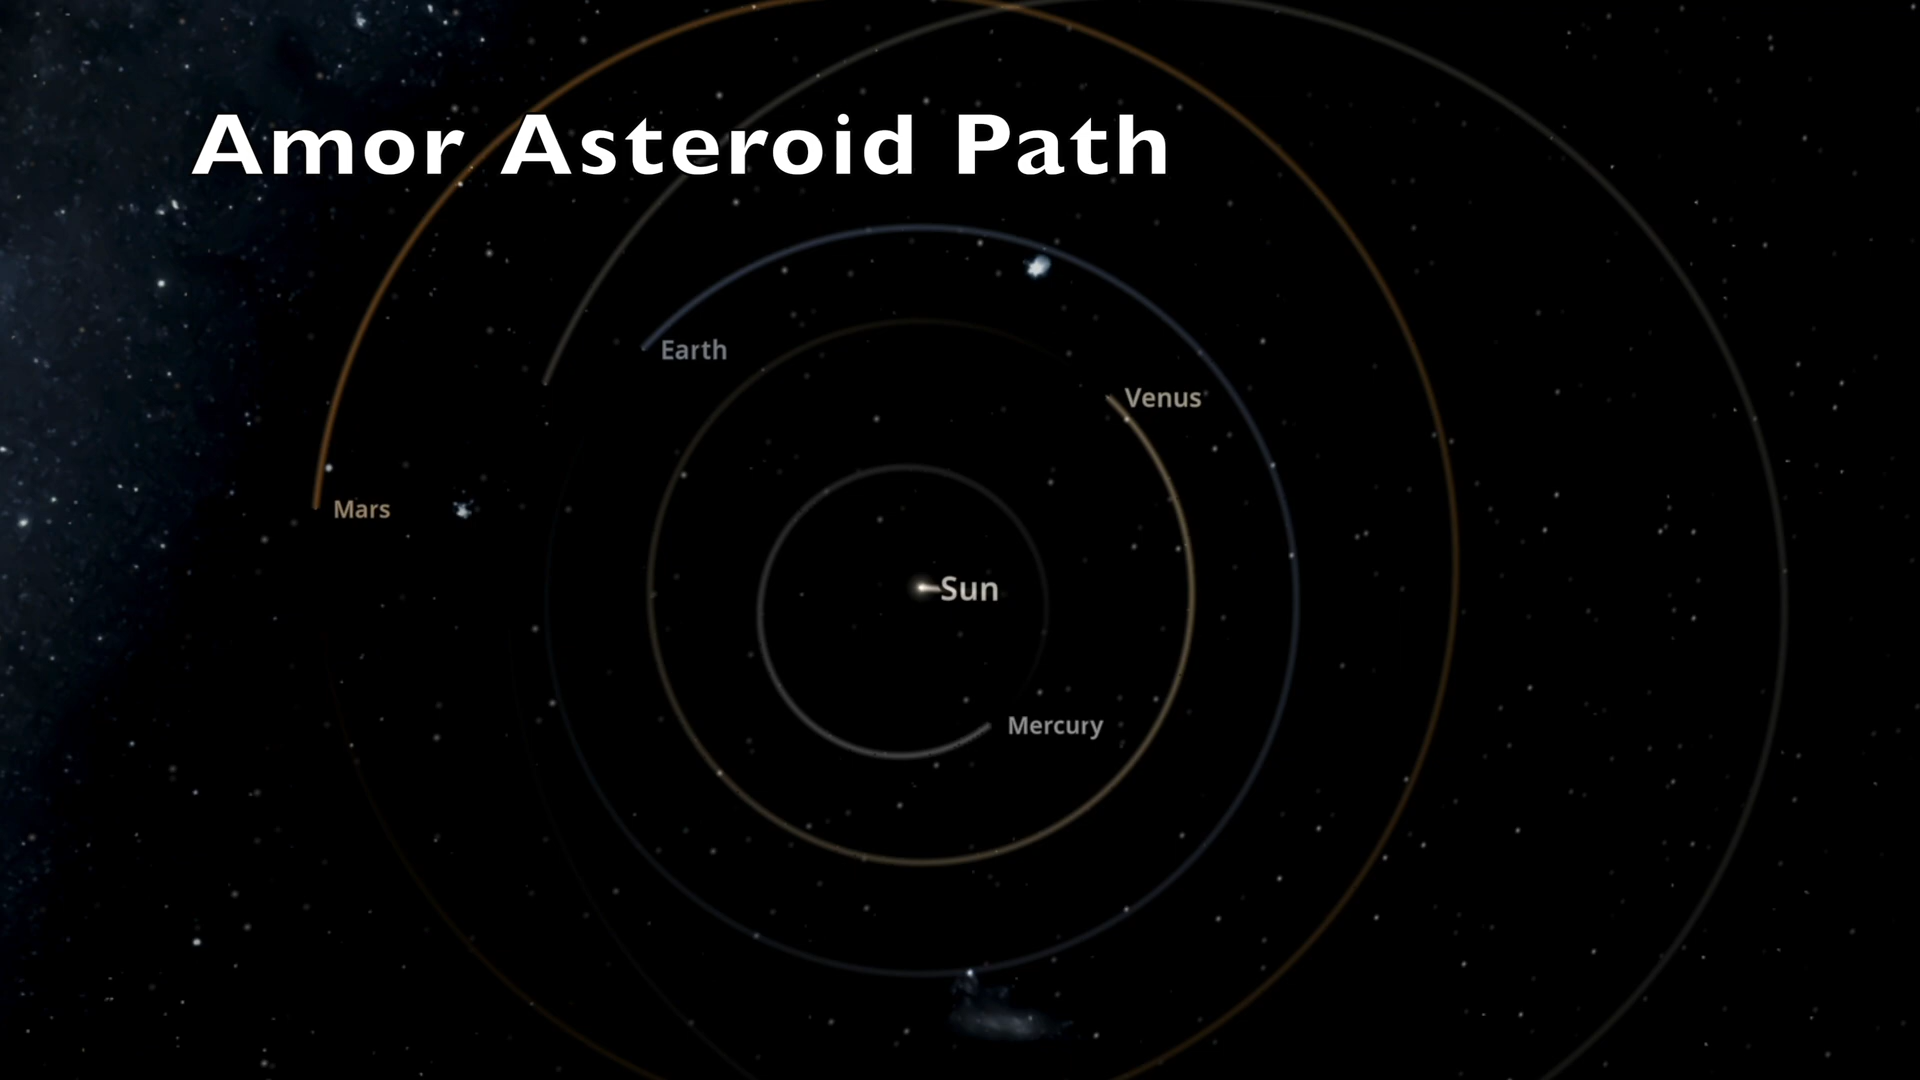 Amor Asteroid Path
Earth
Venus
Mars
Sun
Mercury